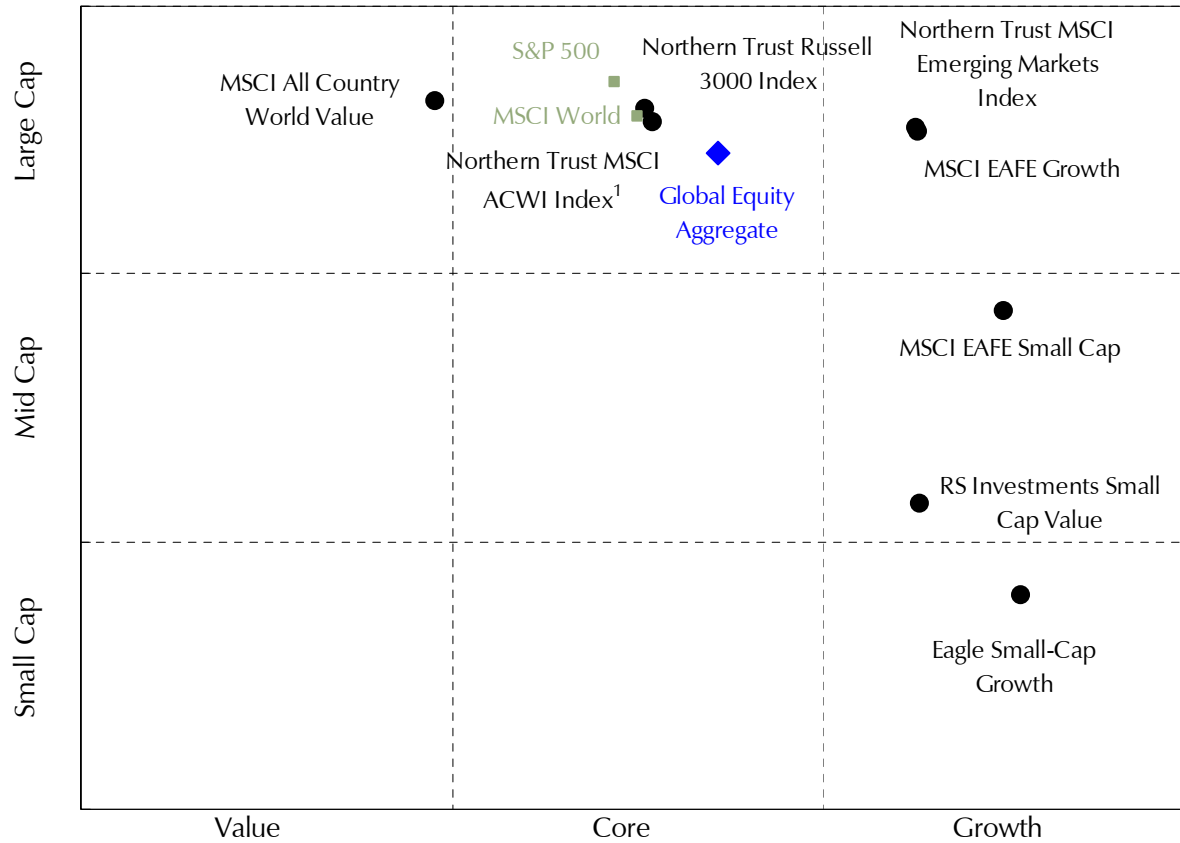 Large Cap
Mid Cap
Small Cap
MSCI All Country
World Value
S&P 500
MSCI World
Northern Trust Russell
3000 Index
Northern Trust MSCI
ACWI Index¹
Global Equity
Aggregate
Northern Trust MSCI
Emerging Markets
Index
MSCI EAFE Growth
MSCI EAFE Small Cap
RS Investments Small
Cap Value
Eagle Small-Cap
Growth
Value
Core
Growth